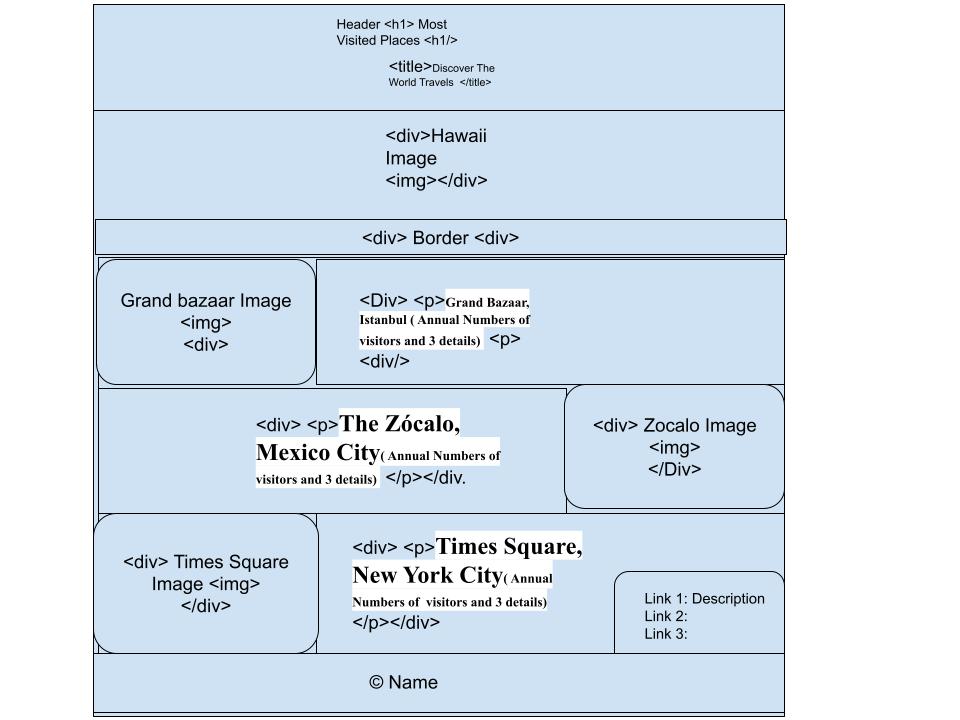 Header <h1> Most
Visited Places <h1/>
<title>Discover The
World Travels  </title>
<div>Hawaii
Image
<img></div>
<div> Border <div>
Grand bazaar Image
<img>
<div>
<Div> <p>Grand Bazaar,
Istanbul ( Annual Numbers of
visitors and 3 details)  <p>
<div/>
<div> <p>The Zócalo,
Mexico City( Annual Numbers of
visitors and 3 details)  </p></div.
<div> Zocalo Image
<img>
</Div>
<div> Times Square
Image <img>
</div>
<div> <p>Times Square,
New York City( Annual
Numbers of  visitors and 3 details)
</p></div>
Link 1: Description
Link 2:
Link 3:
© Name